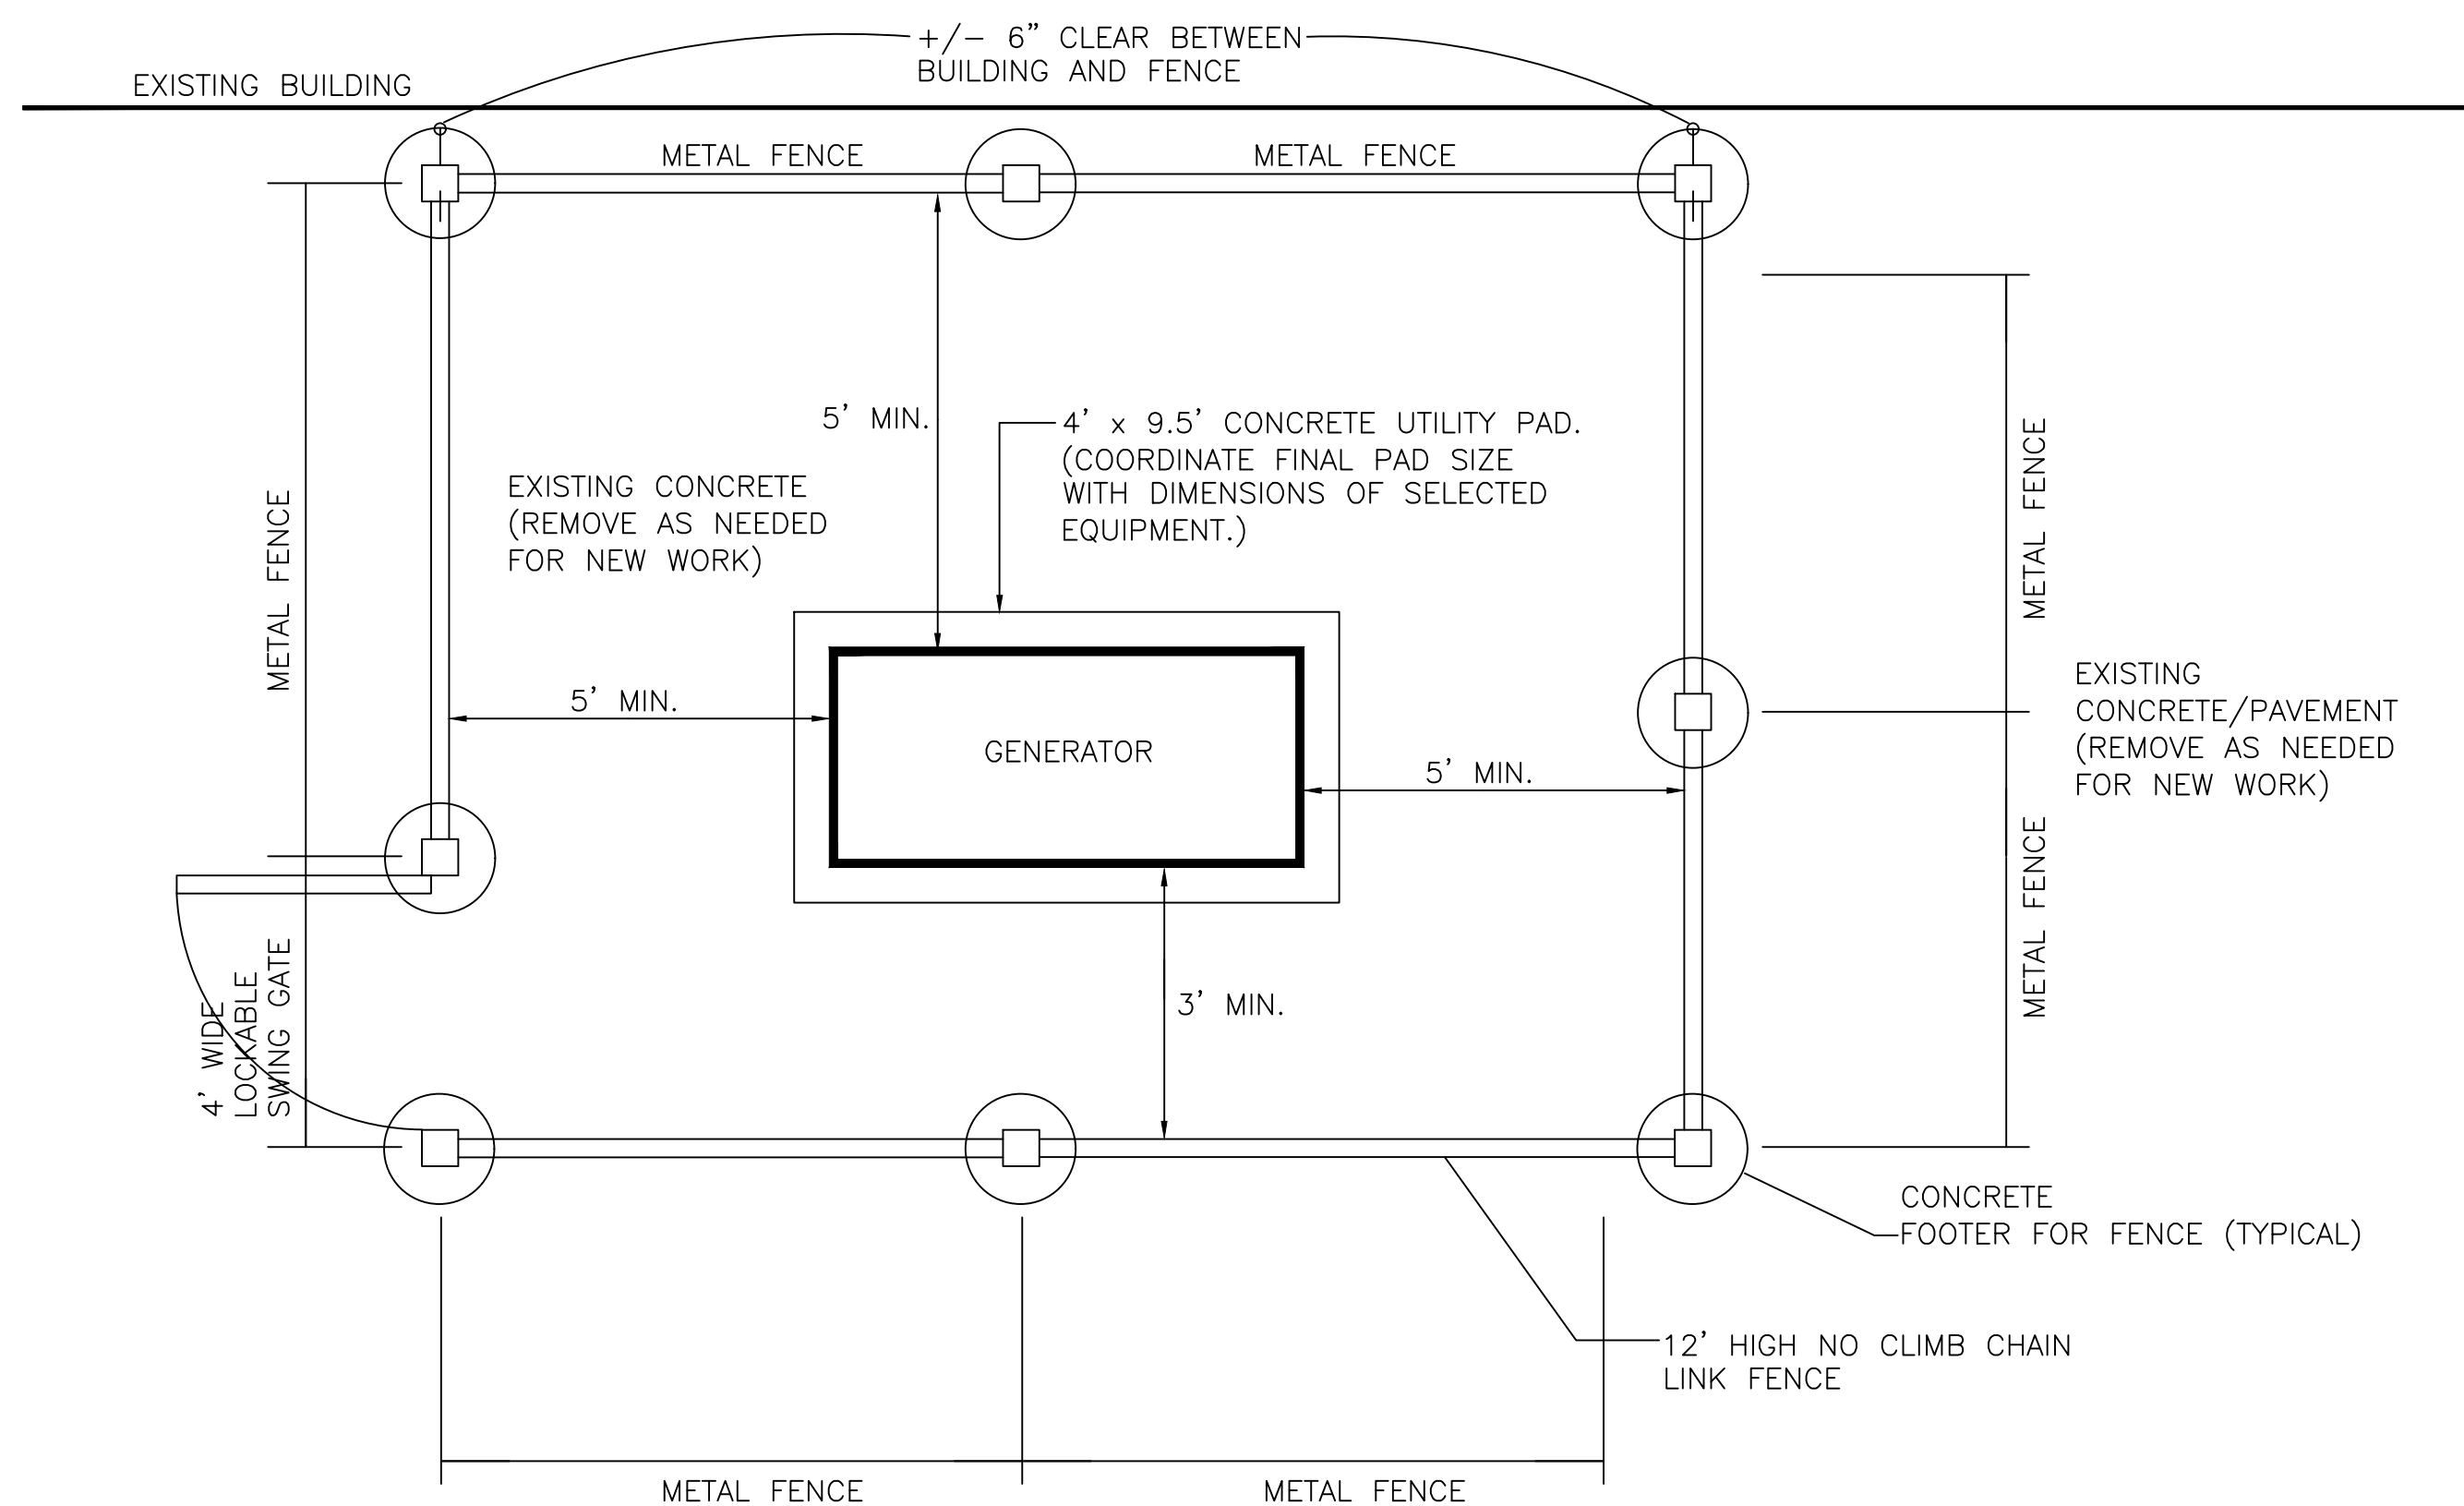 +/- 6" CLEAR BETWEEN
BUILDING AND FENCE
EXISTING BUILDING
METAL FENCE
METAL FENCE
5' MIN.
4' x 9.5' CONCRETE UTILITY PAD.
(COORDINATE FINAL PAD SIZE
WITH DIMENSIONS OF SELECTED
EQUIPMENT.)
EXISTING CONCRETE
(REMOVE AS NEEDED
FOR NEW WORK)
METAL FENCE
METAL FENCE
5' MIN.
GENERATOR
5' MIN.
EXISTING
CONCRETE/PAVEMENT
(REMOVE AS NEEDED
FOR NEW WORK)
METAL FENCE
4' WIDE
LOCKABLE
SWING GATE
3' MIN.
CONCRETE
FOOTER FOR FENCE (TYPICAL)
12' HIGH NO CLIMB CHAIN
LINK FENCE
METAL FENCE
METAL FENCE